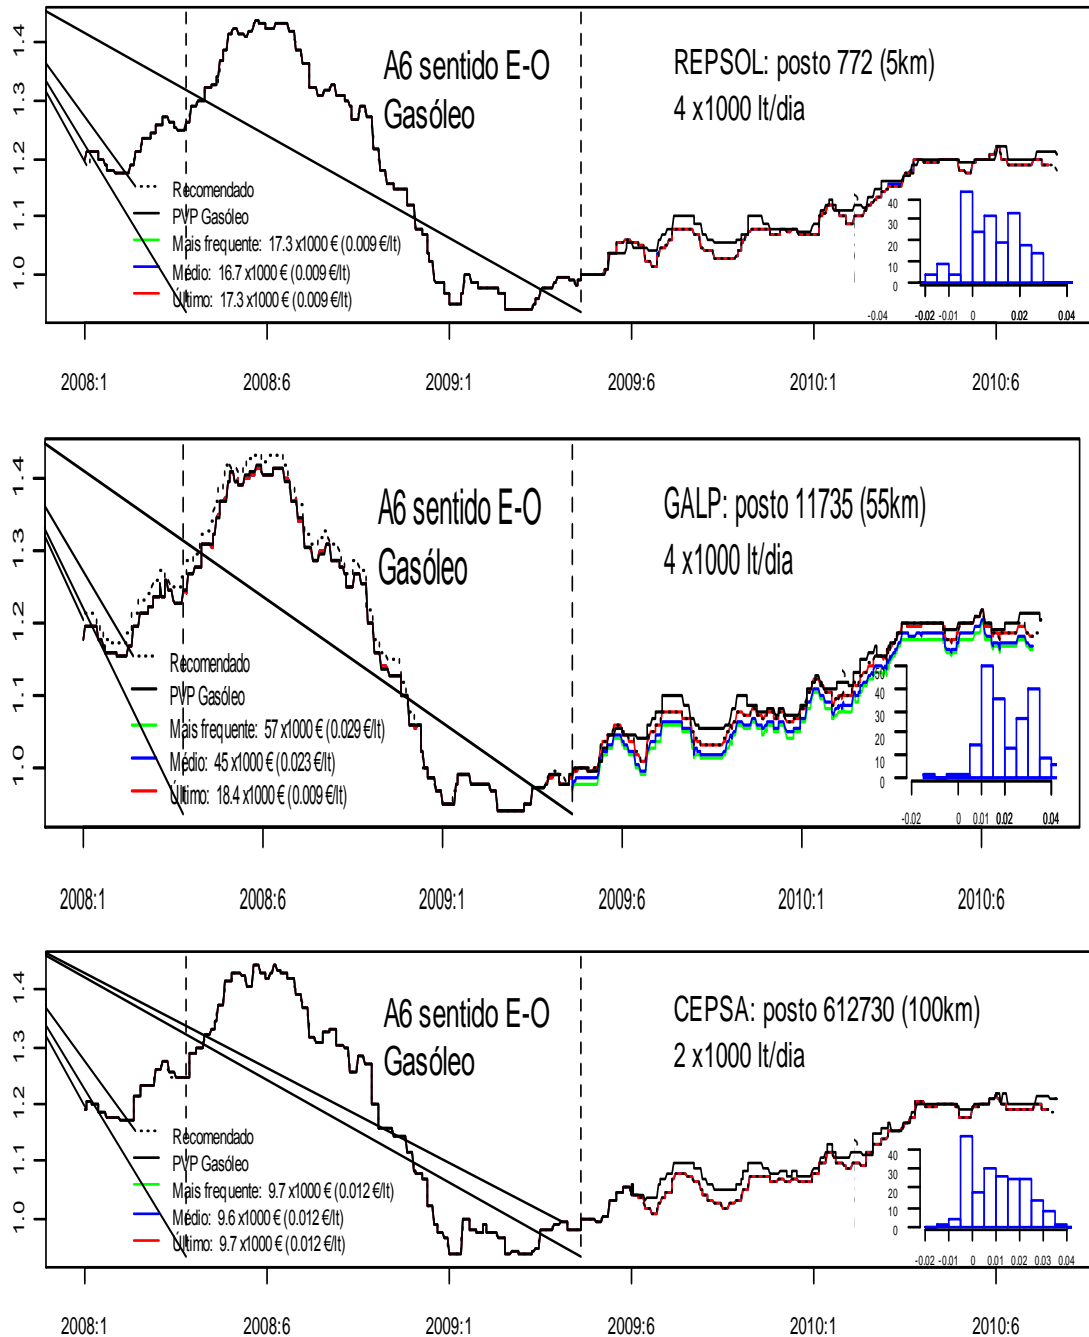 1.4
1.3
1.2
1.1
1.0
A6 sentido E-O
Gasóleo
REPSOL: posto 772 (5km)
4 x1000 lt/dia
Recomendado
PVP Gasóleo
Mais frequente: 17.3 x1000 € (0.009 €/lt)
Médio: 16.7 x1000 € (0.009 €/lt)
Último: 17.3 x1000 € (0.009 €/lt)
40
30
20
10
0
-0.04 -0.02 -0.01 0 0.02 0.04
2008:1 2008:6 2009:1 2009:6 2010:1 2010:6
1.4
1.3
1.2
1.1
1.0
A6 sentido E-O
Gasóleo
GALP: posto 11735 (55km)
4 x1000 lt/dia
Recomendado
PVP Gasóleo
Mais frequente: 57 x1000 € (0.029 €/lt)
Médio: 45 x1000 € (0.023 €/lt)
Último: 18.4 x1000 € (0.009 €/lt)
50
40
30
20
10
0
-0.02 0 0.01 0.02 0.04
2008:1 2008:6 2009:1 2009:6 2010:1 2010:6
1.4
1.3
1.2
1.1
1.0
A6 sentido E-O
Gasóleo
CEPSA: posto 612730 (100km)
2 x1000 lt/dia
Recomendado
PVP Gasóleo
Mais frequente: 9.7 x1000 € (0.012 €/lt)
Médio: 9.6 x1000 € (0.012 €/lt)
Último: 9.7 x1000 € (0.012 €/lt)
40
30
20
10
0
-0.02 -0.01 0 0.01 0.02 0.03 0.04
2008:1 2008:6 2009:1 2009:6 2010:1 2010:6